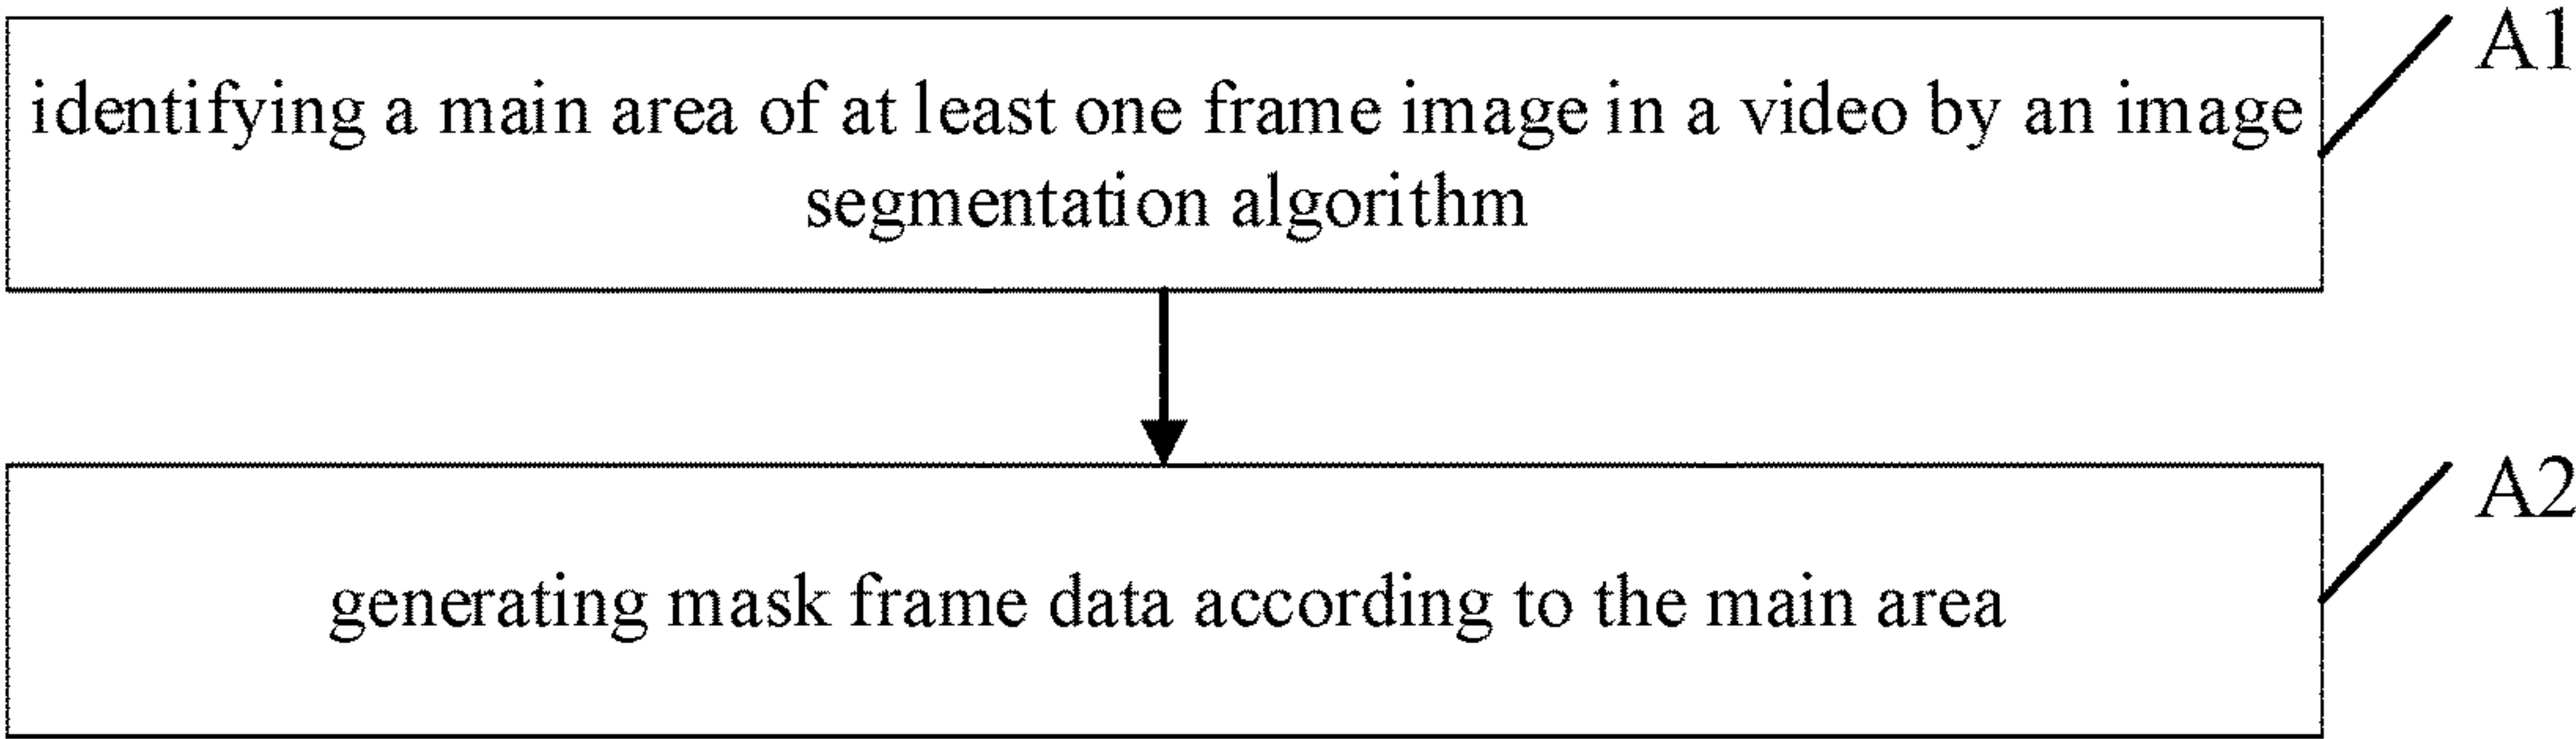 identifying a main area of at least one frame image in a video by an image
segmentation algorithm
A1
generating mask frame data according to the main area
A2